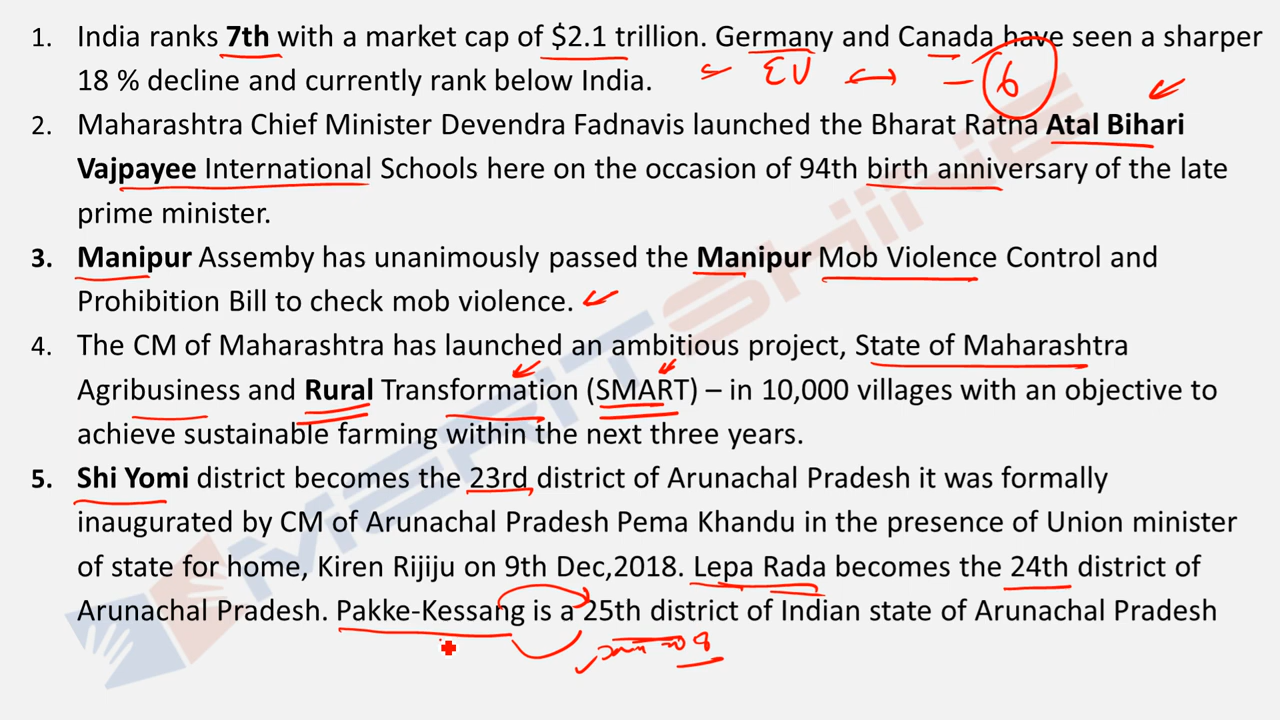 1. India ranks 7th with a market cap of $2.1 trillion. Germany and Canada have seen a sharper
18 % decline and currently rank below India.
EU
6
2. Maharashtra Chief Minister Devendra Fadnavis launched the Bharat Ratna Atal Bihari
Vajpayee International Schools here on the occasion of 94th birth anniversary of the late
prime minister.
3. Manipur Assemby has unanimously passed the Manipur Mob Violence Control and
Prohibition Bill to check mob violence.
4. The CM of Maharashtra has launched an ambitious project, State of Maharashtra
Agribusiness and Rural Transformation (SMART) – in 10,000 villages with an objective to
achieve sustainable farming within the next three years.
5. Shi Yomi district becomes the 23rd district of Arunachal Pradesh it was formally
inaugurated by CM of Arunachal Pradesh Pema Khandu in the presence of Union minister
of state for home, Kiren Rijiju on 9th Dec,2018. Lepa Rada becomes the 24th district of
Arunachal Pradesh. Pakke-Kessang is a 25th district of Indian state of Arunachal Pradesh
MERITSHINE